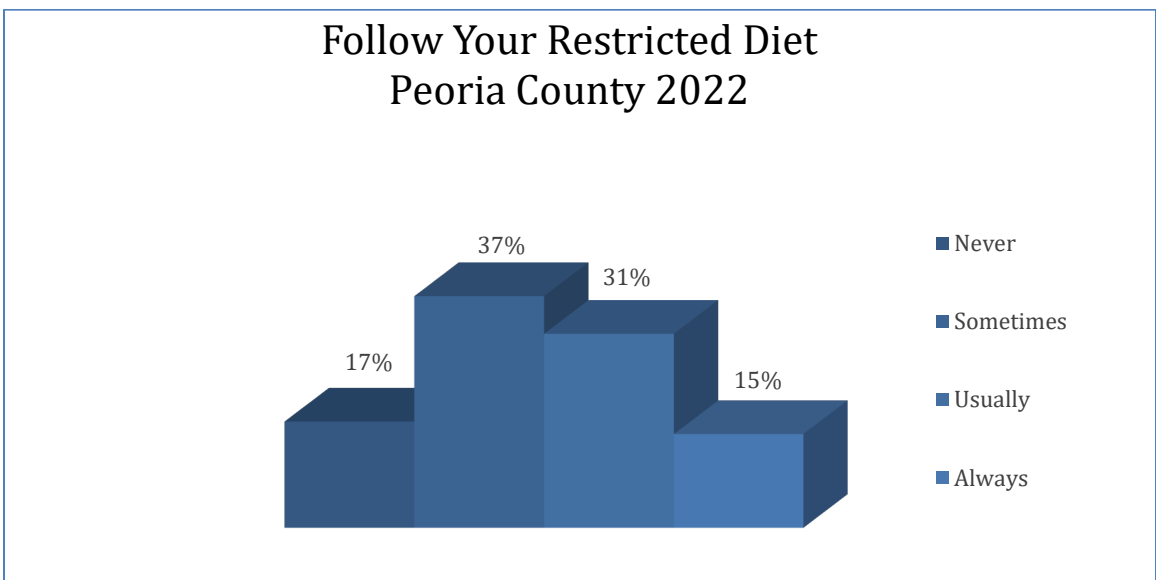 Follow Your Restricted Diet
Peoria County 2022
37%
31%
17%
15%
Never
Sometimes
Usually
Always